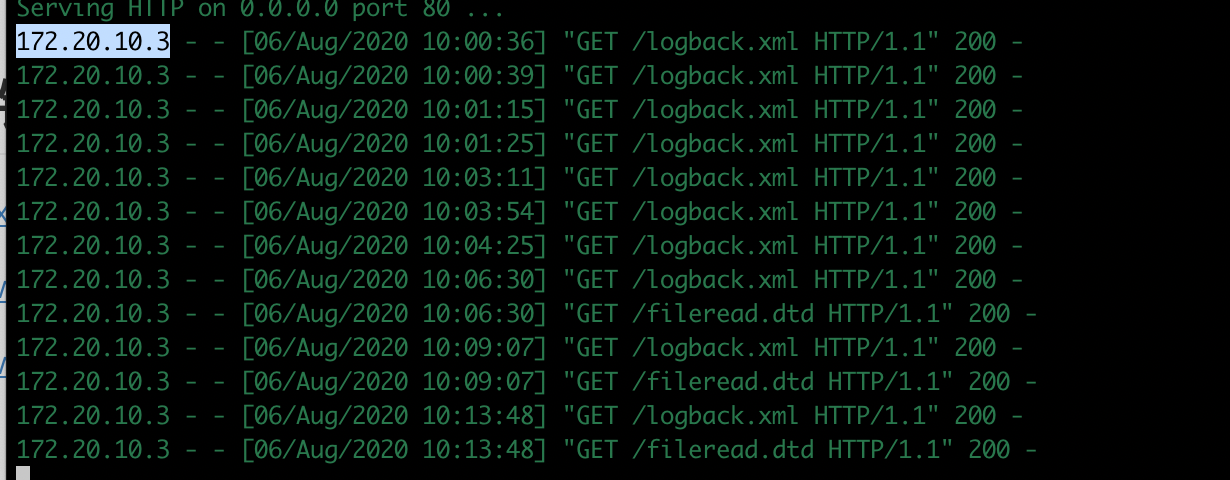 Serving HTTP on 0.0.0.0 port 80 ...
172.20.10.3 - - [06/Aug/2020 10:00:36] "GET /logback.xml HTTP/1.1" 200 -
172.20.10.3 - - [06/Aug/2020 10:00:39] "GET /logback.xml HTTP/1.1" 200 -
172.20.10.3 - - [06/Aug/2020 10:01:15] "GET /logback.xml HTTP/1.1" 200 -
172.20.10.3 - - [06/Aug/2020 10:01:25] "GET /logback.xml HTTP/1.1" 200 -
172.20.10.3 - - [06/Aug/2020 10:03:11] "GET /logback.xml HTTP/1.1" 200 -
172.20.10.3 - - [06/Aug/2020 10:03:54] "GET /logback.xml HTTP/1.1" 200 -
172.20.10.3 - - [06/Aug/2020 10:04:25] "GET /logback.xml HTTP/1.1" 200 -
172.20.10.3 - - [06/Aug/2020 10:06:30] "GET /logback.xml HTTP/1.1" 200 -
172.20.10.3 - - [06/Aug/2020 10:06:30] "GET /fileread.dtd HTTP/1.1" 200 -
172.20.10.3 - - [06/Aug/2020 10:09:07] "GET /logback.xml HTTP/1.1" 200 -
172.20.10.3 - - [06/Aug/2020 10:09:07] "GET /fileread.dtd HTTP/1.1" 200 -
172.20.10.3 - - [06/Aug/2020 10:13:48] "GET /logback.xml HTTP/1.1" 200 -
172.20.10.3 - - [06/Aug/2020 10:13:48] "GET /fileread.dtd HTTP/1.1" 200 -